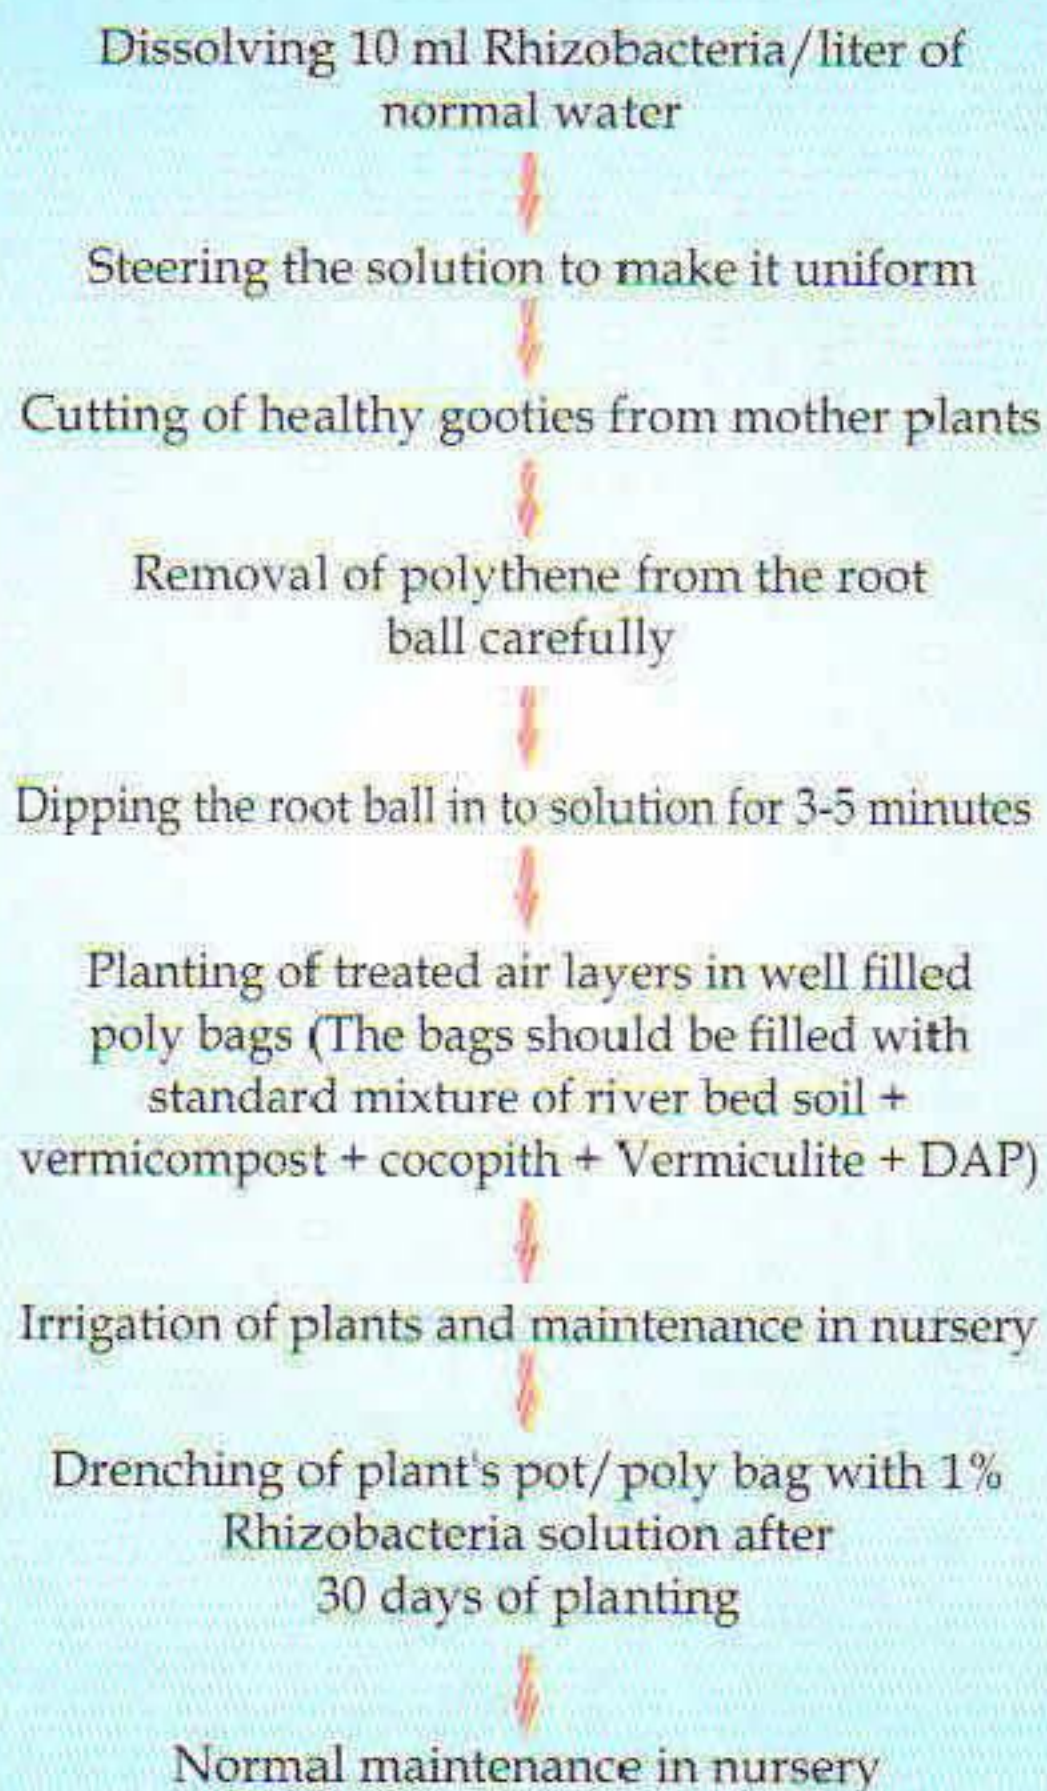 Dissolving 10 ml Rhizobacteria/liter of
normal water
Steering the solution to make it uniform
Cutting of healthy gooties from mother plants
Removal of polythene from the root
ball carefully
Dipping the root ball in to solution for 3-5 minutes
Planting of treated air layers in well filled
poly bags (The bags should be filled with
standard mixture of river bed soil +
vermicompost + cocopith + Vermiculite + DAP)
Irrigation of plants and maintenance in nursery
Drenching of plant's pot/poly bag with 1%
Rhizobacteria solution after
30 days of planting
Normal maintenance in nursery